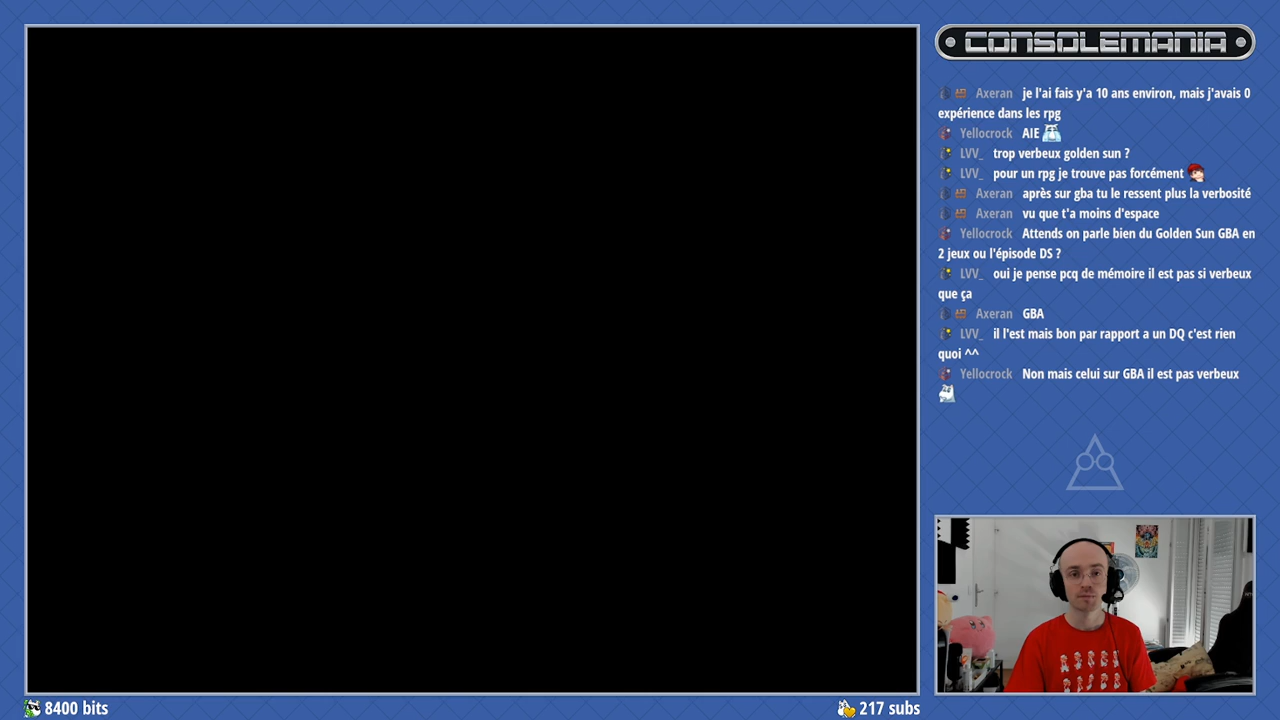 CONSOLEMANIA
Axeran je l'ai fais y'a 10 ans environ, mais j'avais 0
expérience dans les rpg
Yellocrock AIE
LVV_ trop verbeux golden sun ?
LVV_ pour un rpg je trouve pas forcément
Axeran après sur gba tu le ressent plus la verbosité
Axeran vu que t'a moins d'espace
Yellocrock Attends on parle bien du Golden Sun GBA en
2 jeux ou l'épisode DS ?
LVV_ oui je pense pcq de mémoire il est pas si verbeux
que ça
Axeran GBA
LVV_ il l'est mais bon par rapport a un DQ c'est rien
quoi ^^
Yellocrock Non mais celui sur GBA il est pas verbeux
8400 bits
217 subs